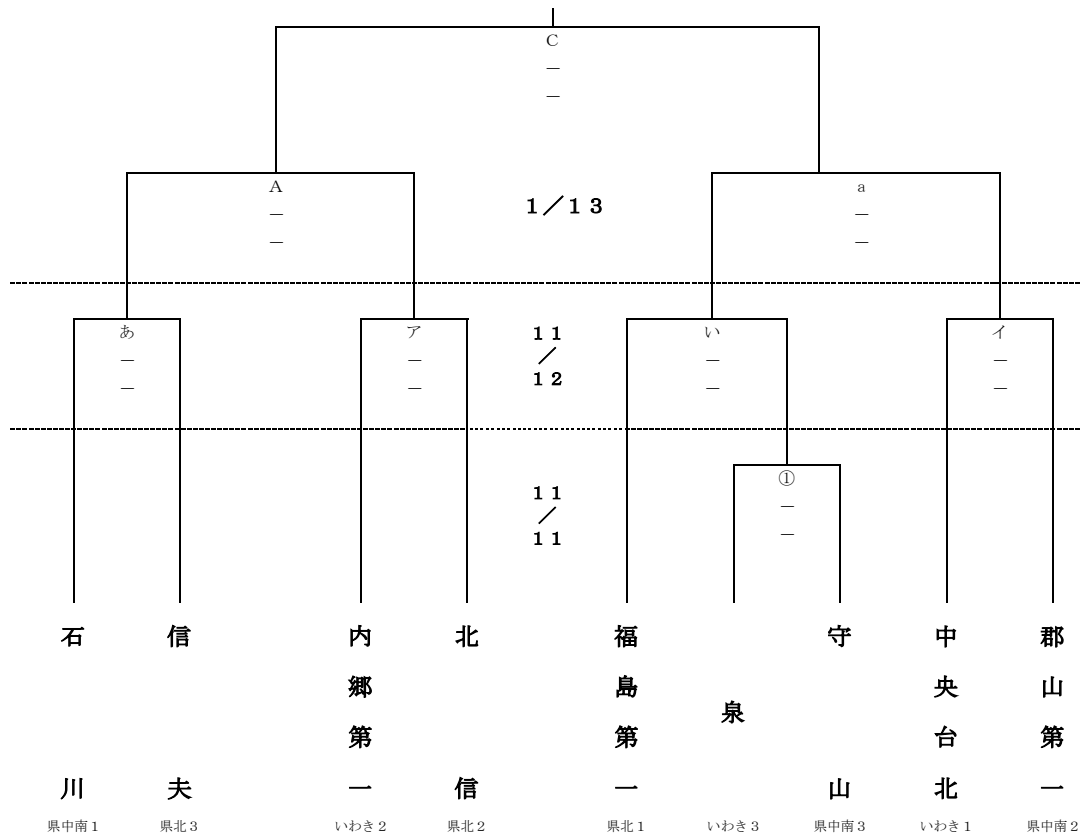 C
－
－
A
－
－
１／１３
a
－
－
あ
－
－
ア
－
－
１１
／
１２
い
－
－
イ
－
－
１１
／
１１
①
－
－
石川
信夫
内郷第一
北信
福島第一
泉
守山
中央台北
郡山第一
県中南１
県北３
いわき２
県北２
県北１
いわき３
県中南３
いわき１
県中南２